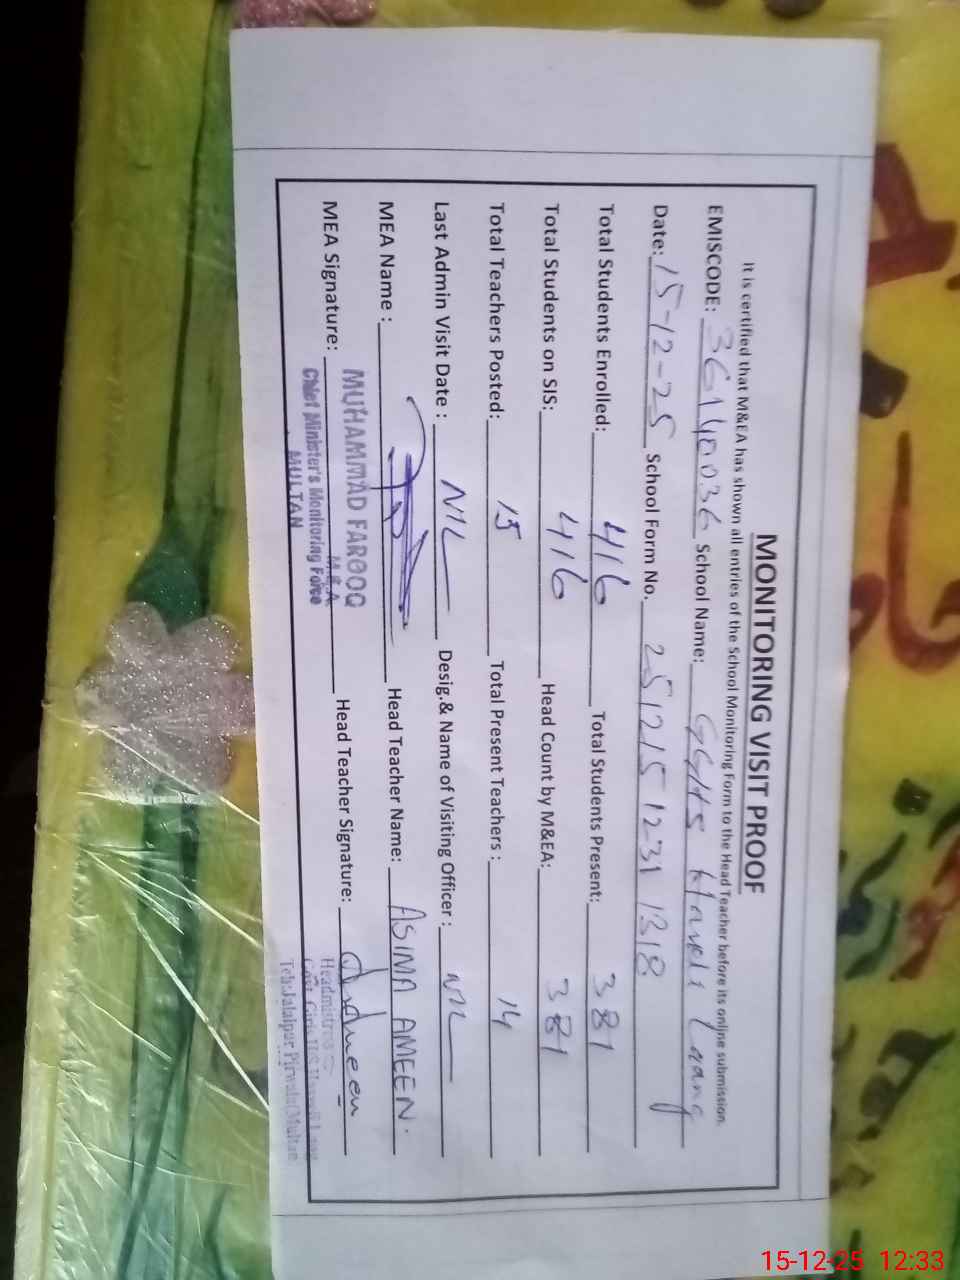 MONITORING VISIT PROOF
It is certified that M&EA has shown all entries of the School Monitoring Form to the Head Teacher before its online submission.
EMISCODE: 36140036 School Name: GGHS Haveli Laang
Date: 15-12-25 School Form No. 25121512311318
Total Students Enrolled: 416 Total Students Present: 381
Total Students on SIS: 416 Head Count by M&EA: 381
Total Teachers Posted: 15 Total Present Teachers : 14
Last Admin Visit Date : NIL Desig.& Name of Visiting Officer : NIL
MEA Name : Head Teacher Name: ASIMA AMEEN.
MEA Signature: Head Teacher Signature:
MUHAMMAD FAROOQ
M.E.A
Chief Minister's Monitoring Force
MULTAN
Headmistress
Govt. Girls H.S Haveli Lang
Teh:Jalalpur Pirwala(Multan
15-12-25 12:33